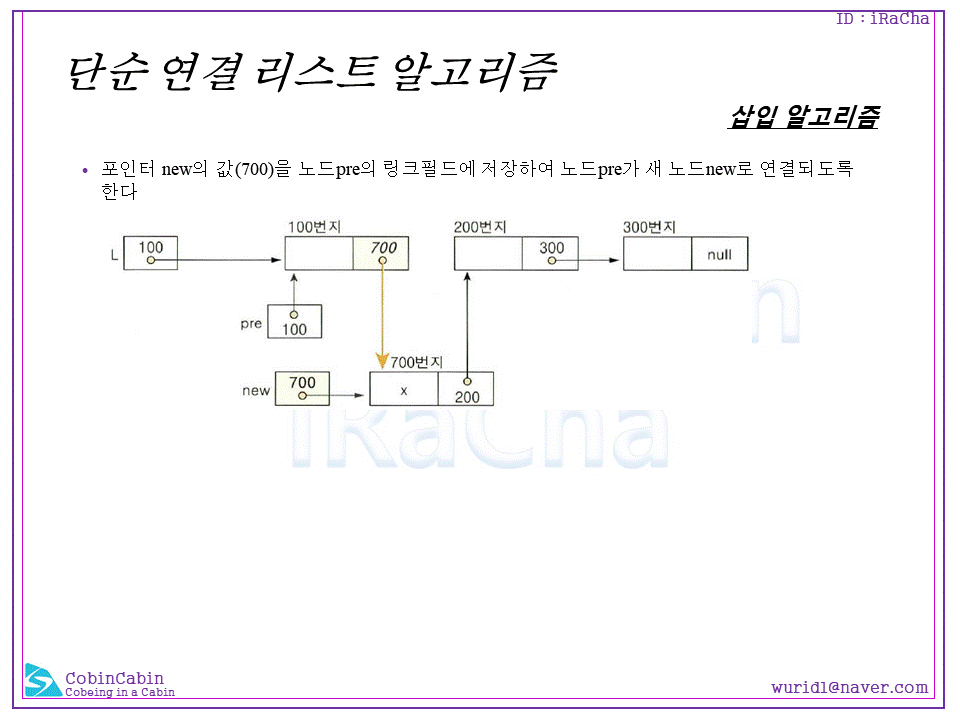 ID : iRaCha
단순 연결 리스트 알고리즘
삽입 알고리즘
• 포인터 new의 값(700)을 노드pre의 링크필드에 저장하여 노드pre가 새 노드new로 연결되도록
한다
100번지 200번지 300번지
L 100 700 300 null
pre 100
700번지
new 700 x 200
iRaCha
CobinCabin
Cobeing in a Cabin
wuridl@naver.com